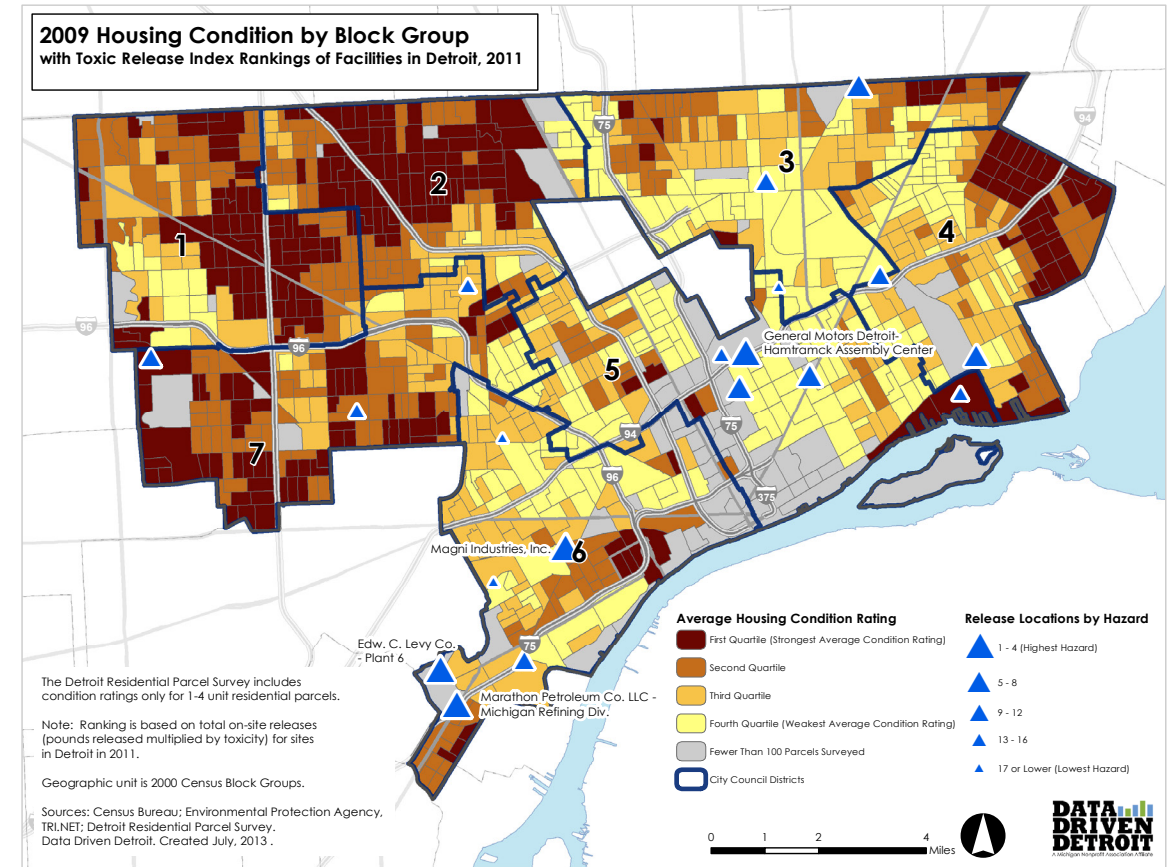 2009 Housing Condition by Block Group
with Toxic Release Index Rankings of Facilities in Detroit, 2011
75
94
3
2
1
4
96
96
General Motors Detroit-
Hamtramck Assembly Center
5
7
94
75
96
375
Magni Industries, Inc.
6
75
Edw. C. Levy Co.
- Plant 6
Marathon Petroleum Co. LLC -
Michigan Refining Div.
The Detroit Residential Parcel Survey includes
condition ratings only for 1-4 unit residential parcels.
Note: Ranking is based on total on-site releases
(pounds released multiplied by toxicity) for sites
in Detroit in 2011.
Geographic unit is 2000 Census Block Groups.
Sources: Census Bureau; Environmental Protection Agency,
TRI.NET; Detroit Residential Parcel Survey.
Data Driven Detroit. Created July, 2013 .
Average Housing Condition Rating
First Quartile (Strongest Average Condition Rating)
Second Quartile
Third Quartile
Fourth Quartile (Weakest Average Condition Rating)
Fewer Than 100 Parcels Surveyed
City Council Districts
Release Locations by Hazard
1 - 4 (Highest Hazard)
5 - 8
9 - 12
13 - 16
17 or Lower (Lowest Hazard)
0 1 2 4
Miles
DATA
DRIVEN
DETROIT
A Michigan Nonprofit Association Affiliate